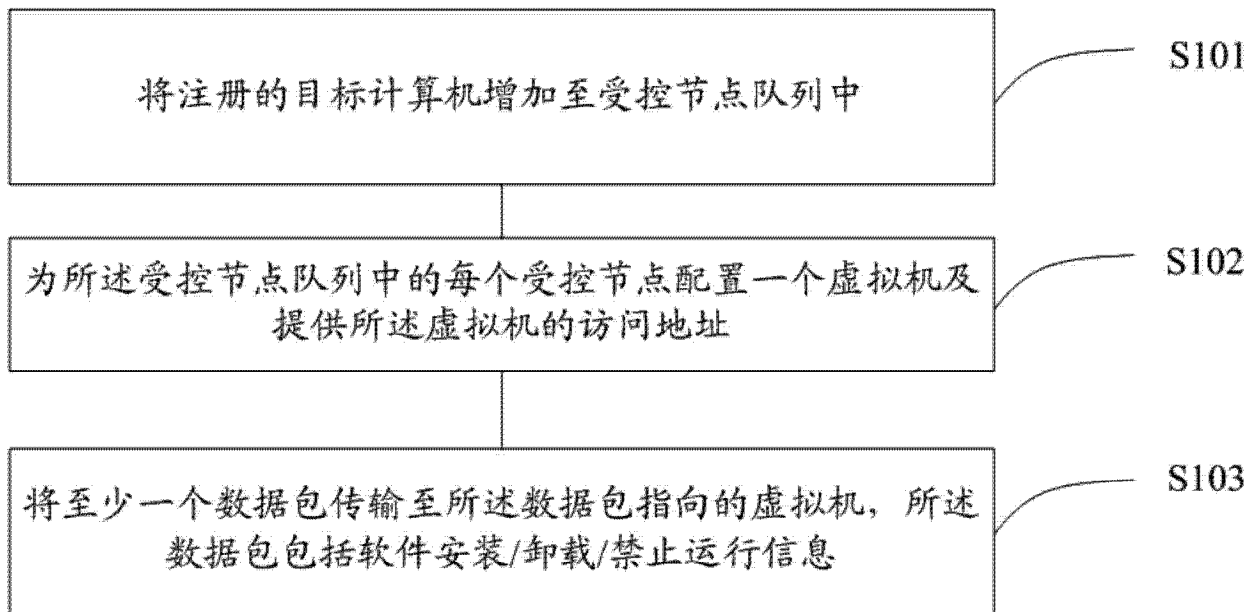 将注册的目标计算机增加至受控节点队列中
S101
为所述受控节点队列中的每个受控节点配置一个虚拟机及
提供所述虚拟机的访问地址
S102
将至少一个数据包传输至所述数据包指向的虚拟机，所述
数据包包括软件安装/卸载/禁止运行信息
S103